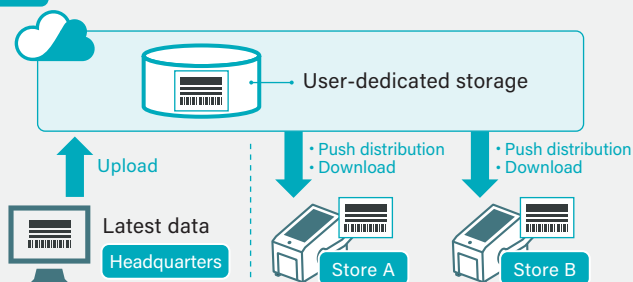 User-dedicated storage
Upload
・Push distribution
・Download
・Push distribution
・Download
Latest data
Headquarters
Store A
Store B